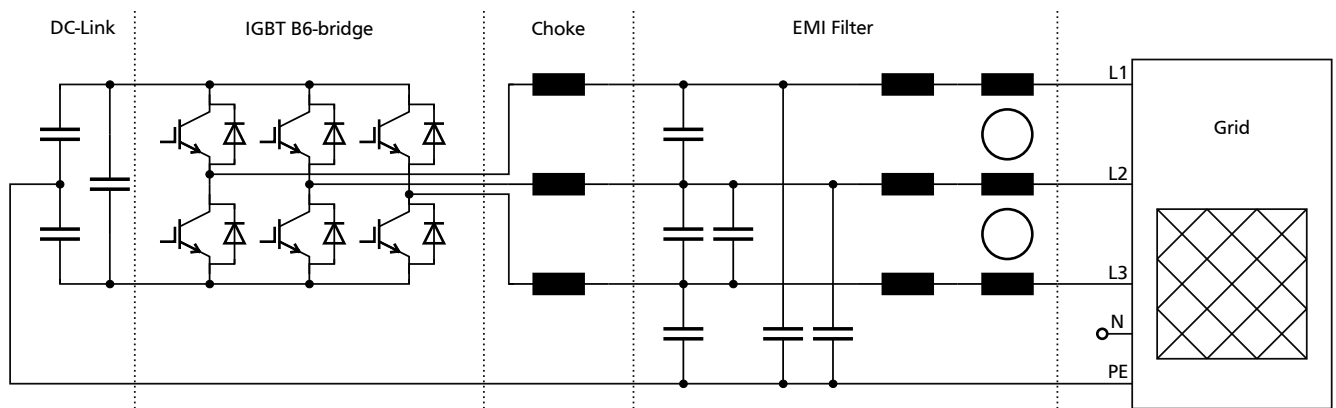 DC-Link
IGBT B6-bridge
Choke
EMI Filter
L1
Grid
L2
L3
N
PE